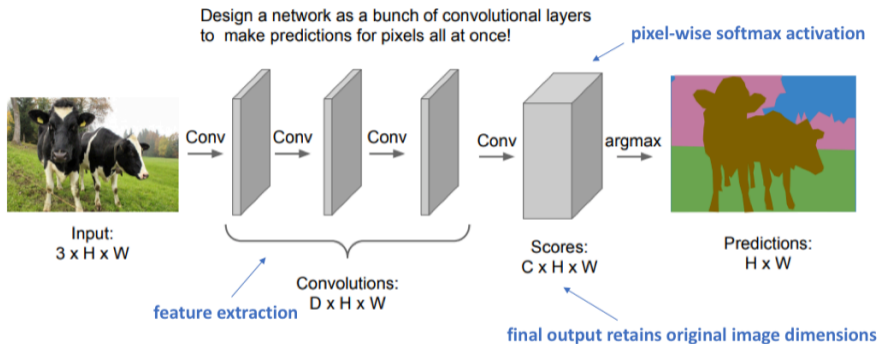 Design a network as a bunch of convolutional layers
to make predictions for pixels all at once!
pixel-wise softmax activation
Conv
Conv
Conv
Conv
argmax
Input:
3 x H x W
Convolutions:
D x H x W
Scores:
C x H x W
Predictions:
H x W
feature extraction
final output retains original image dimensions